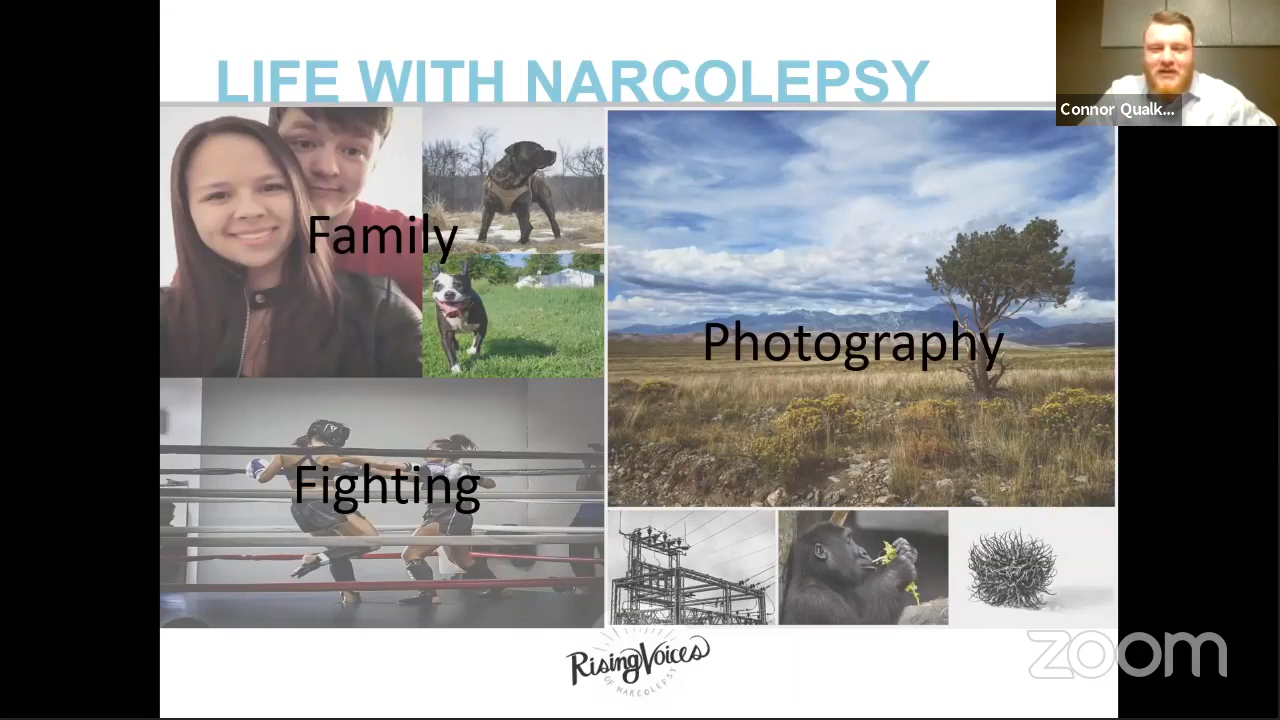 LIFE WITH NARCOLEPSY
Connor Qualk...
Family
Photography
Fighting
Rising Voices
OF NARCOLEPSY
zoom